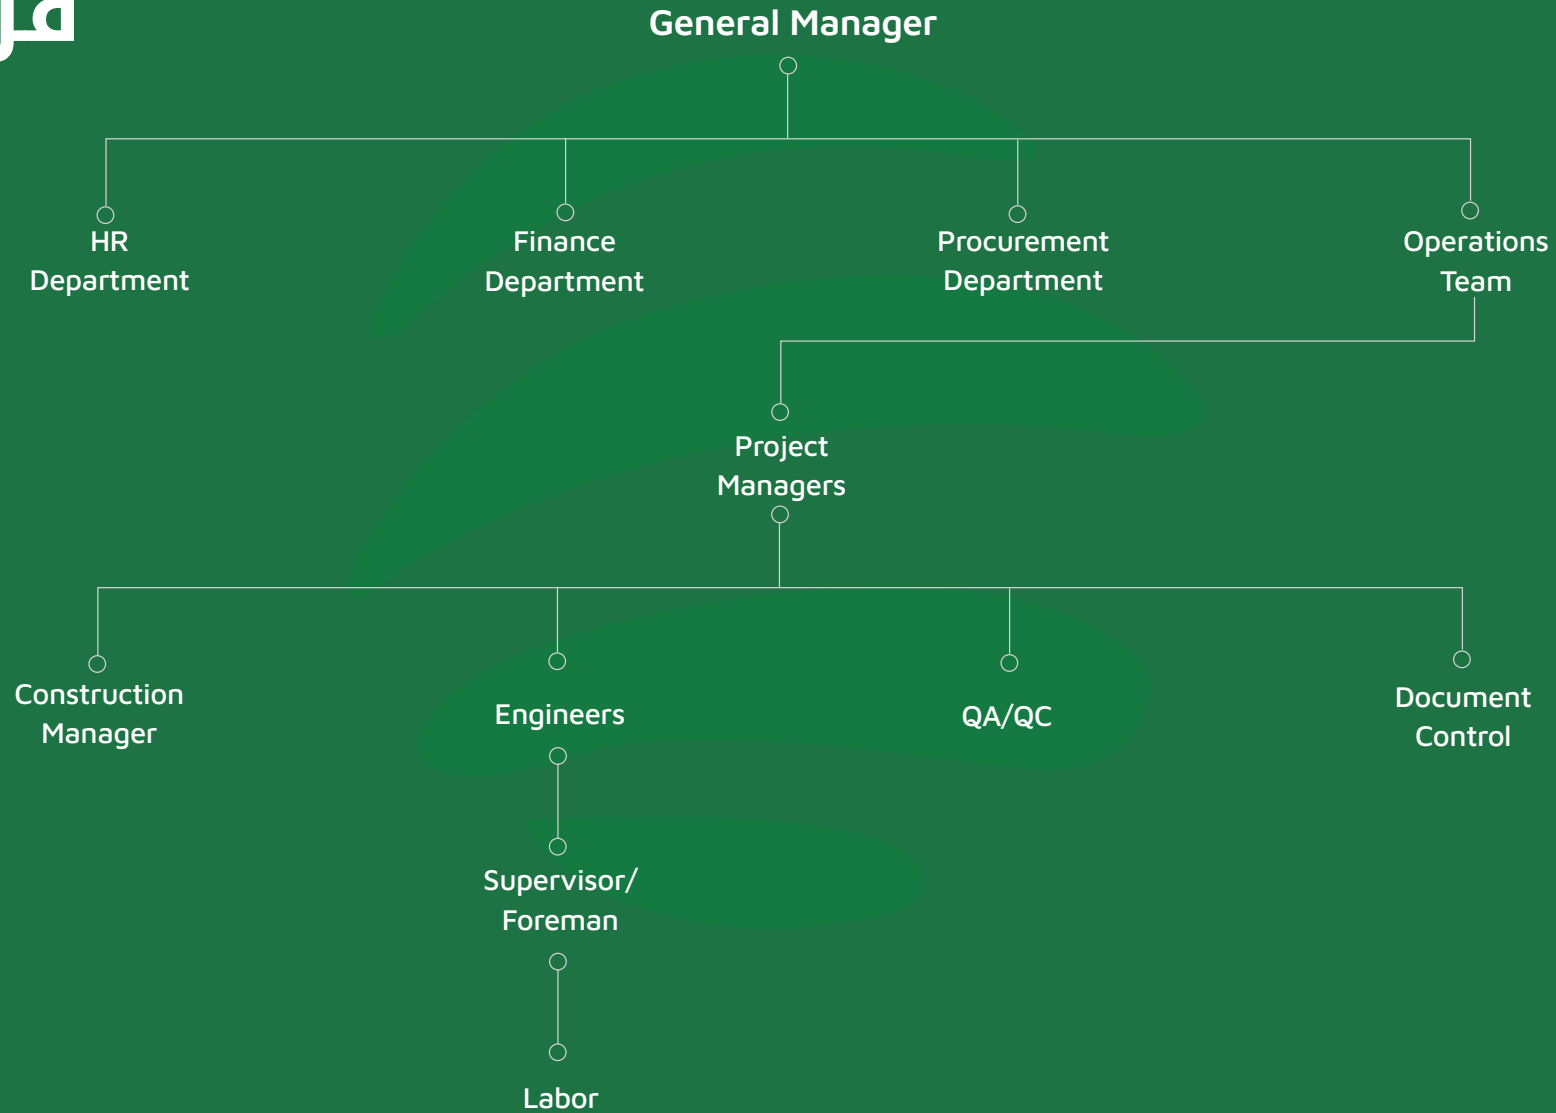 General Manager
HR
Department
Finance
Department
Procurement
Department
Operations
Team
Project
Managers
Construction
Manager
Engineers
QA/QC
Document
Control
Supervisor/
Foreman
Labor